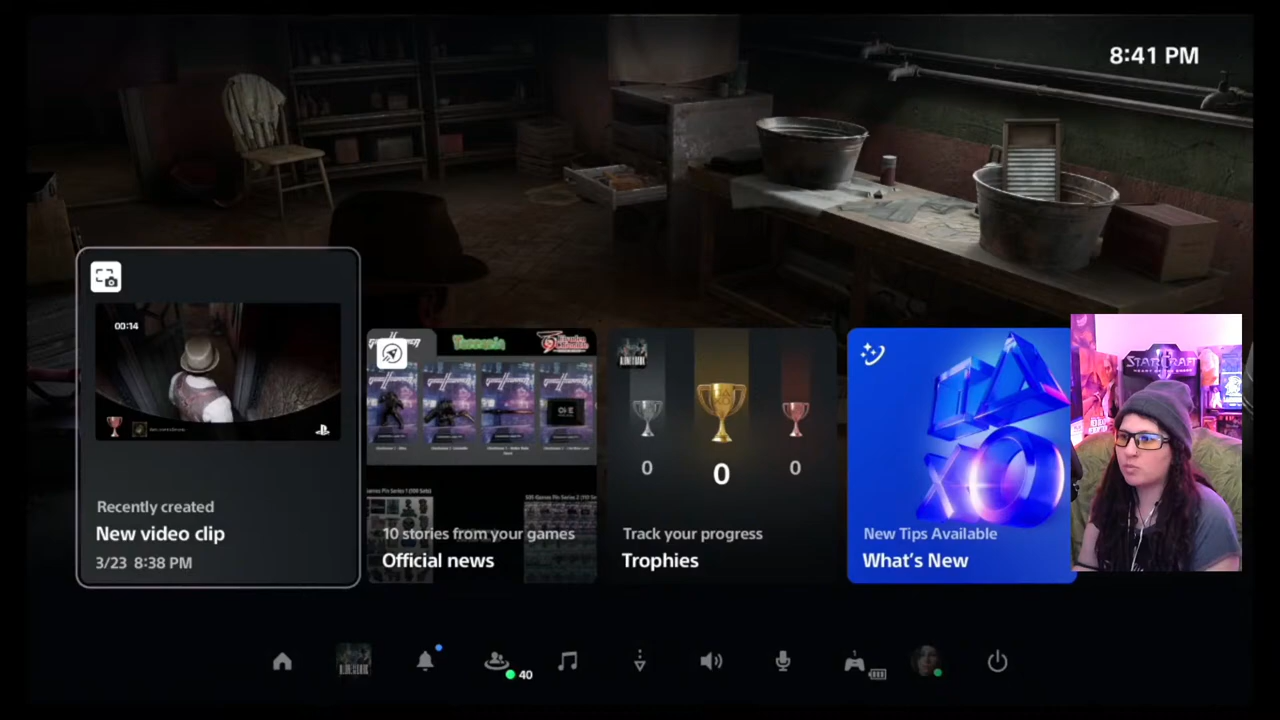 8:41 PM
00:14
Recently created
New video clip
3/23 8:38 PM
Terraria
10 stories from your games
Official news
0
0
0
Track your progress
Trophies
New Tips Available
What's New
STARCRAFT
40